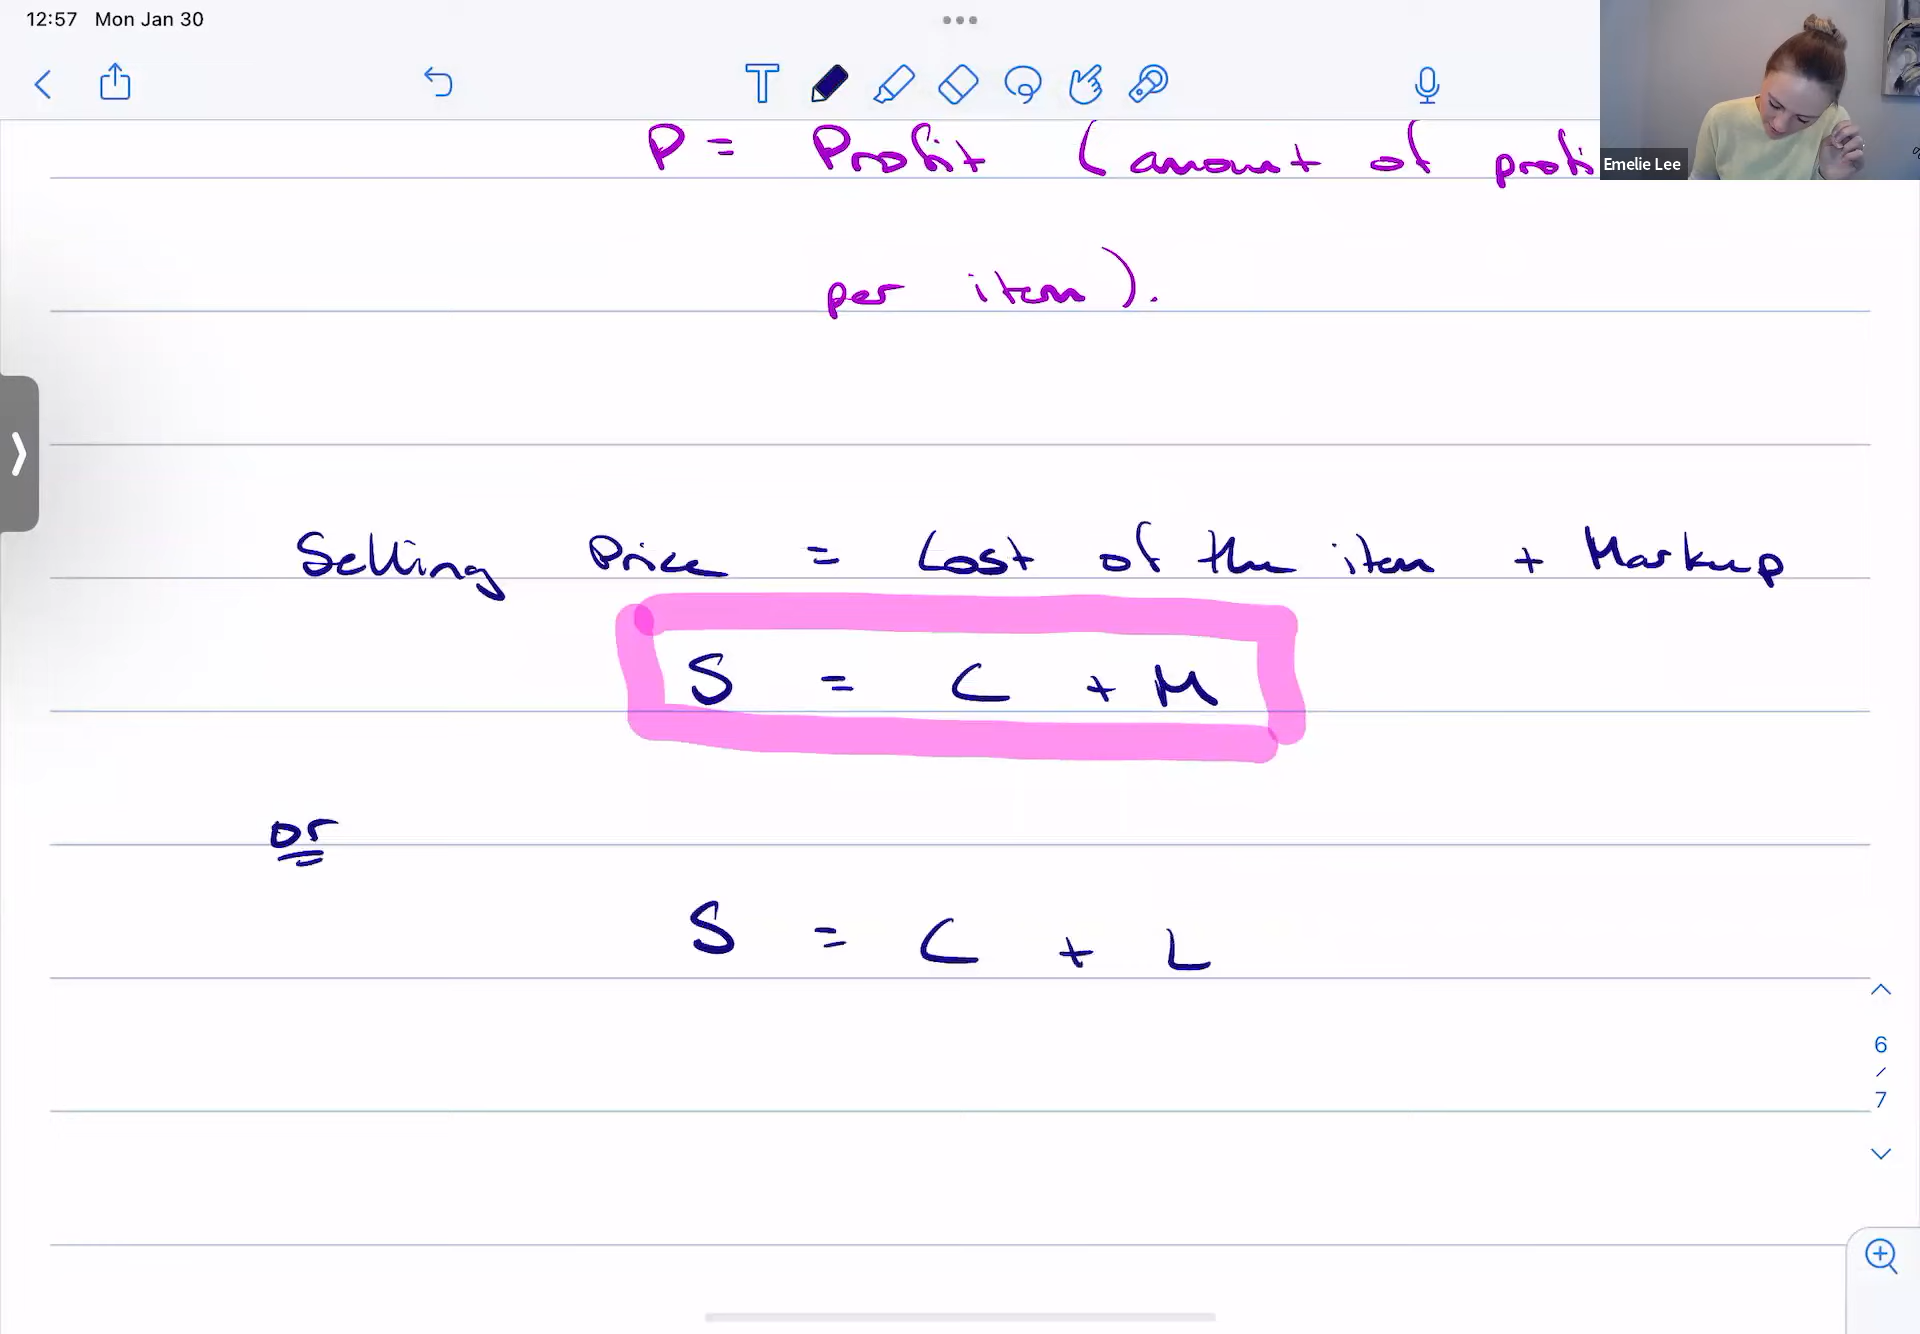 12:57 Mon Jan 30
P = Profit (amount of profi
Emelie Lee
per item).
Selling Price = Cost of the item + Markup
S = C + M
or
S = C + L
6
/
7